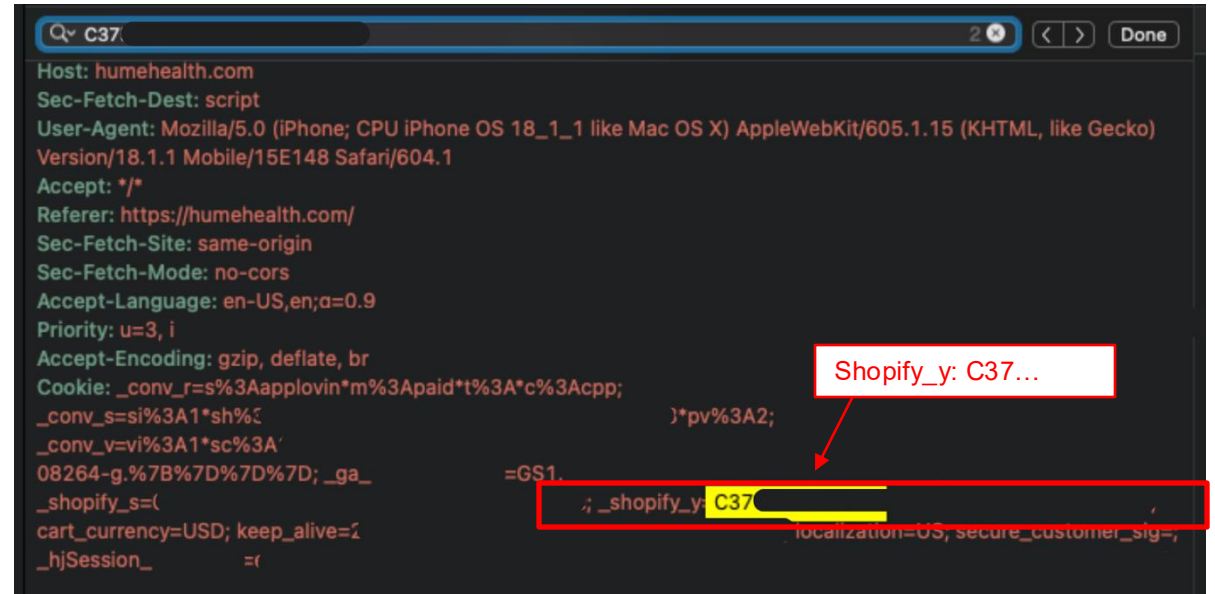 C37
2
Done
Host: humehealth.com
Sec-Fetch-Dest: script
User-Agent: Mozilla/5.0 (iPhone; CPU iPhone OS 18_1_1 like Mac OS X) AppleWebKit/605.1.15 (KHTML, like Gecko)
Version/18.1.1 Mobile/15E148 Safari/604.1
Accept: */*
Referer: https://humehealth.com/
Sec-Fetch-Site: same-origin
Sec-Fetch-Mode: no-cors
Accept-Language: en-US,en;q=0.9
Priority: u=3, i
Accept-Encoding: gzip, deflate, br
Shopify_y: C37...
Cookie: _conv_r=s%3Aapplovin*m%3Apaid*t%3A*c%3Acpp;
_conv_s=si%3A1*sh%3 }*pv%3A2;
_conv_v=vi%3A1*sc%3A
08264-g.%7B%7D%7D%7D; _ga_ =GS1.
_shopify_s= ; _shopify_y= C37
cart_currency=USD; keep_alive= localization=US; secure_customer_sig=;
_hjSession_ =